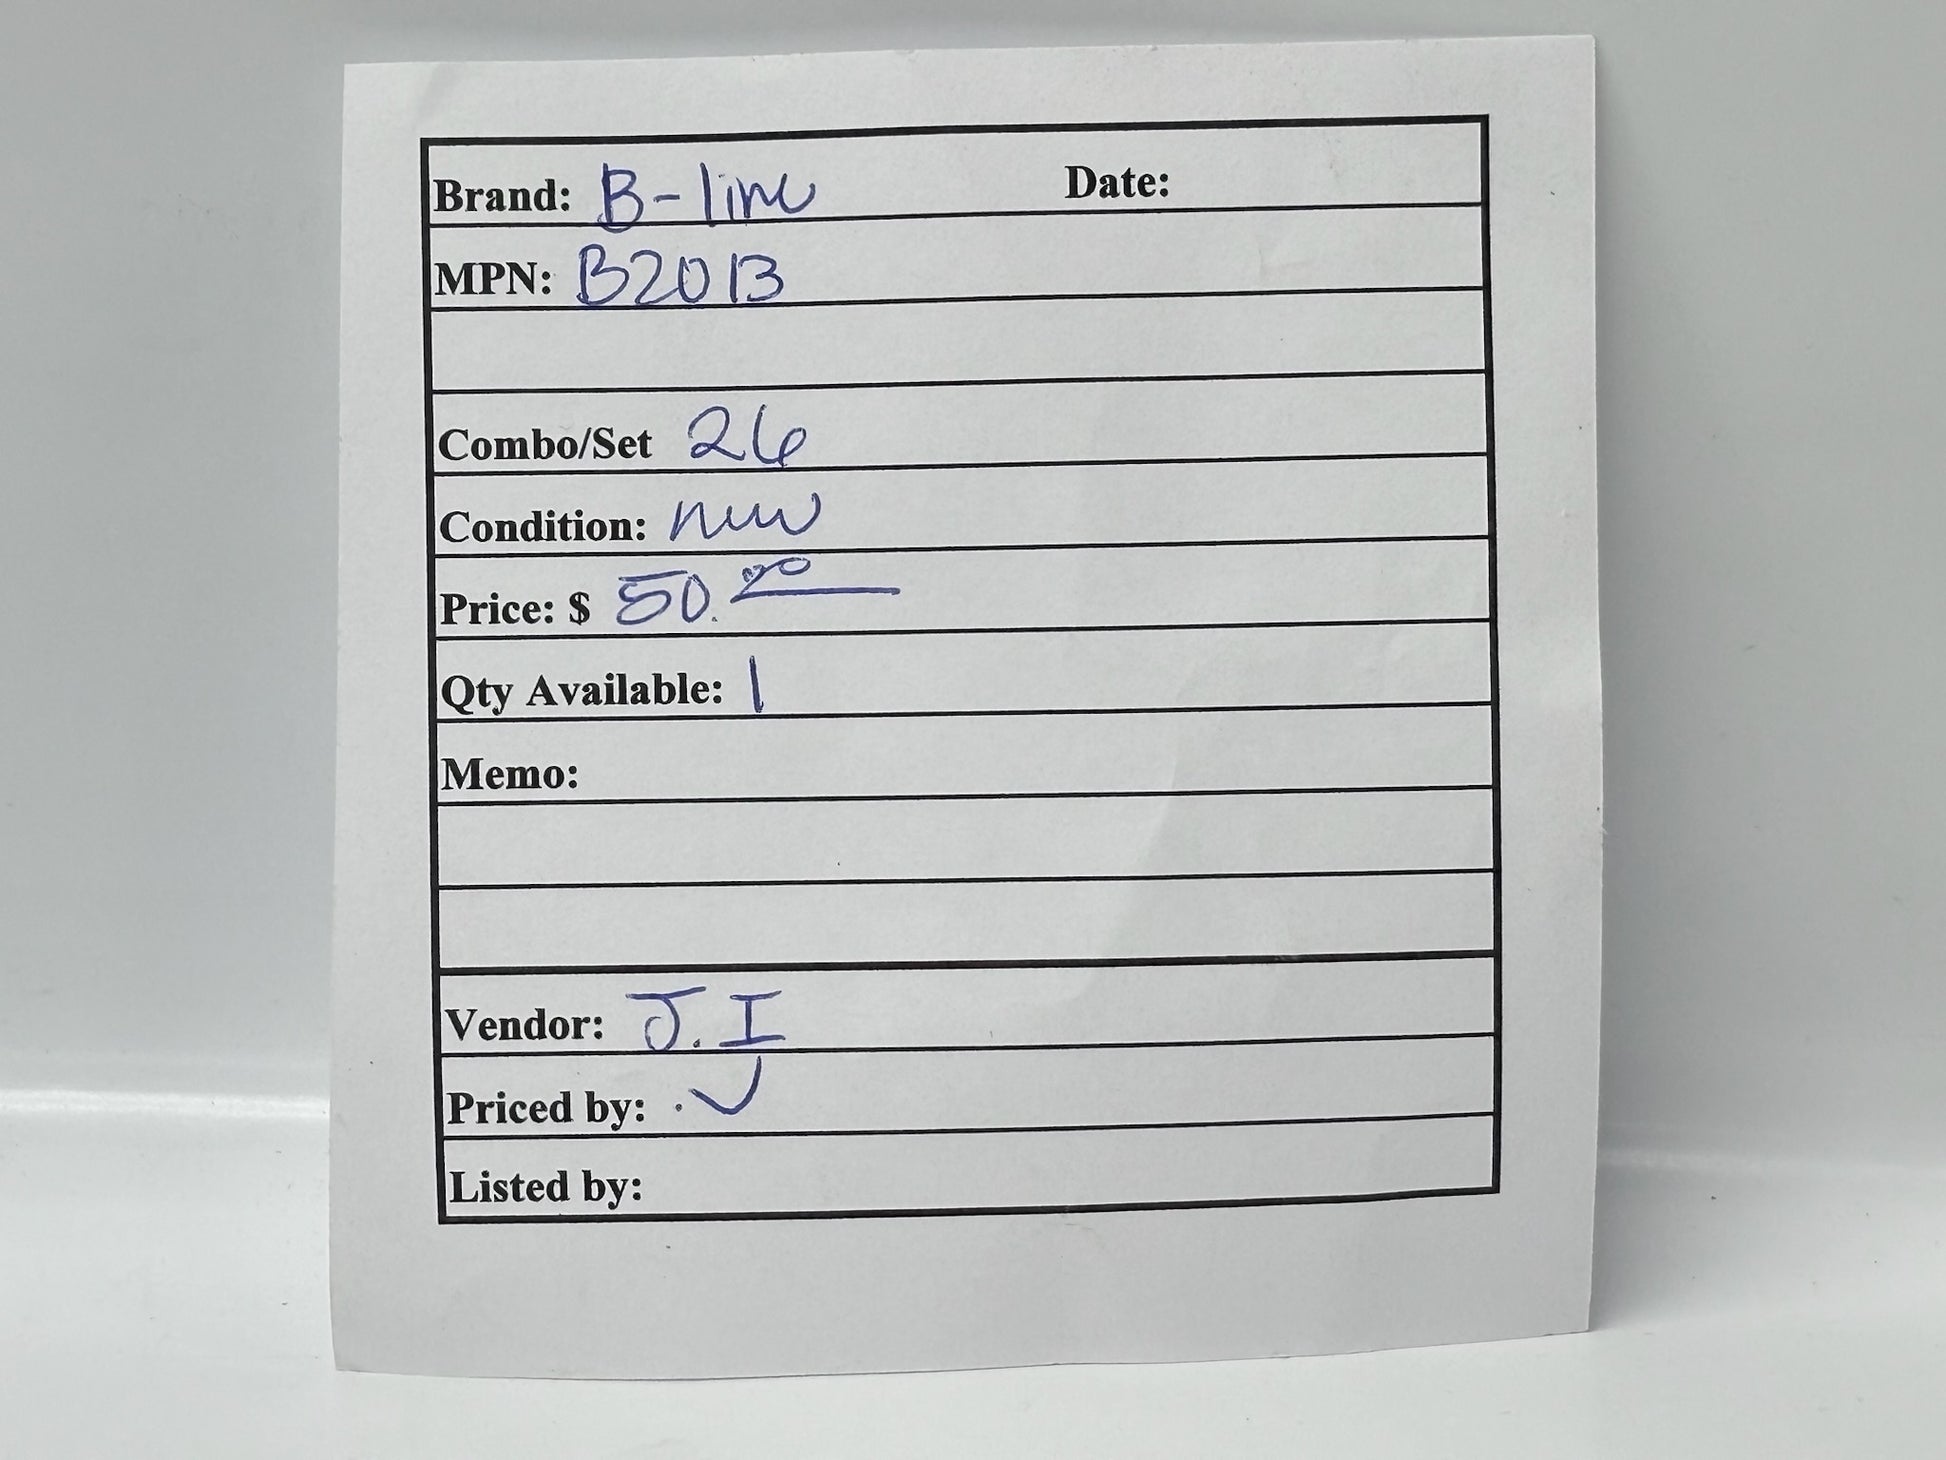 Brand: B-line Date:
MPN: B2013
Combo/Set 26
Condition: new
Price: $ 50.00
Qty Available: 1
Memo:
Vendor: J.I
Priced by: J
Listed by: